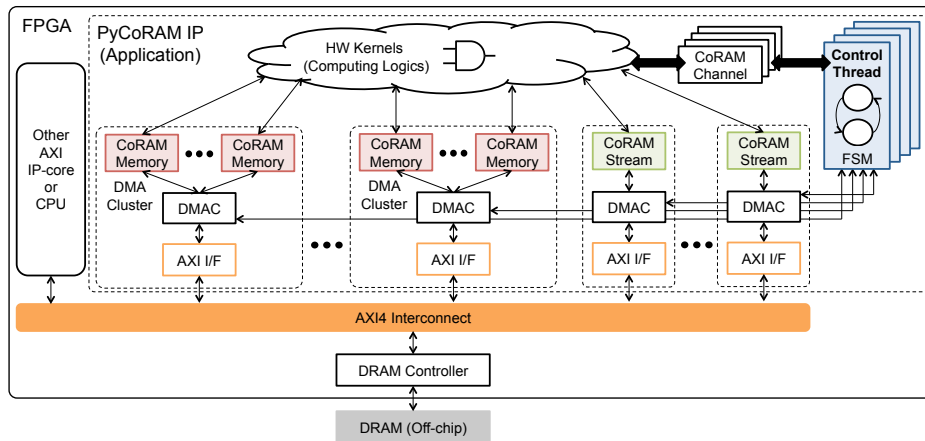 FPGA
PyCoRAM IP
(Application)
HW Kernels
(Computing Logics)
CoRAM
Channel
Control
Thread
FSM
Other
AXI
IP-core
or
CPU
CoRAM
Memory
CoRAM
Memory
CoRAM
Memory
CoRAM
Memory
CoRAM
Stream
CoRAM
Stream
DMA
Cluster
DMAC
DMA
Cluster
DMAC
DMAC
DMAC
AXI I/F
AXI I/F
AXI I/F
AXI I/F
AXI4 Interconnect
DRAM Controller
DRAM (Off-chip)